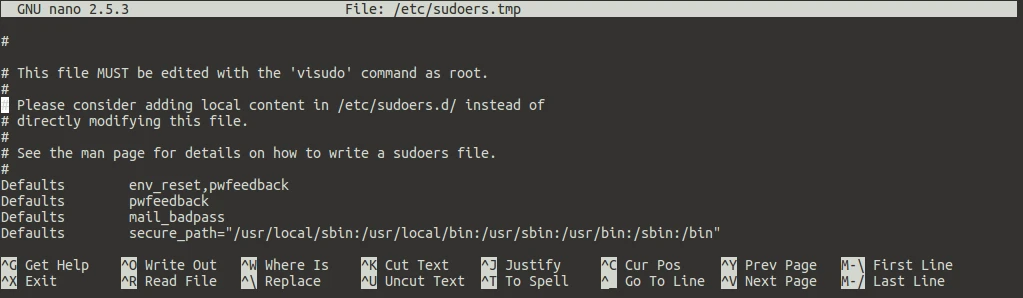 GNU nano 2.5.3 File: /etc/sudoers.tmp
#
# This file MUST be edited with the 'visudo' command as root.
#
# Please consider adding local content in /etc/sudoers.d/ instead of
# directly modifying this file.
#
# See the man page for details on how to write a sudoers file.
#
Defaults env_reset,pwfeedback
Defaults pwfeedback
Defaults mail_badpass
Defaults secure_path="/usr/local/sbin:/usr/local/bin:/usr/sbin:/usr/bin:/sbin:/bin"
^G Get Help ^O Write Out ^W Where Is ^K Cut Text ^J Justify ^C Cur Pos ^Y Prev Page M-\ First Line
^X Exit ^R Read File ^\ Replace ^U Uncut Text ^T To Spell ^_ Go To Line ^V Next Page M-/ Last Line